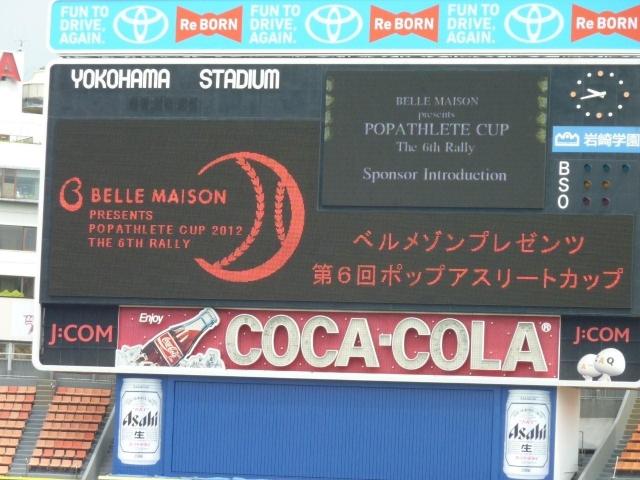 FUN TO DRIVE, AGAIN.
Re BORN
FUN TO DRIVE, AGAIN.
Re BORN
FUN TO DRIVE, AGAIN.
Re BORN
YOKOHAMA STADIUM
BELLE MAISON
presents
POPATHLETE CUP
The 6th Rally
Sponsor Introduction
岩崎学園
B
S
O
BELLE MAISON
PRESENTS
POPATHLETE CUP 2012
THE 6TH RALLY
ベルメゾンプレゼンツ
第6回ポップアスリートカップ
J:COM
Enjoy
COCA-COLA®
J:COM
Asahi
生
Asahi
生